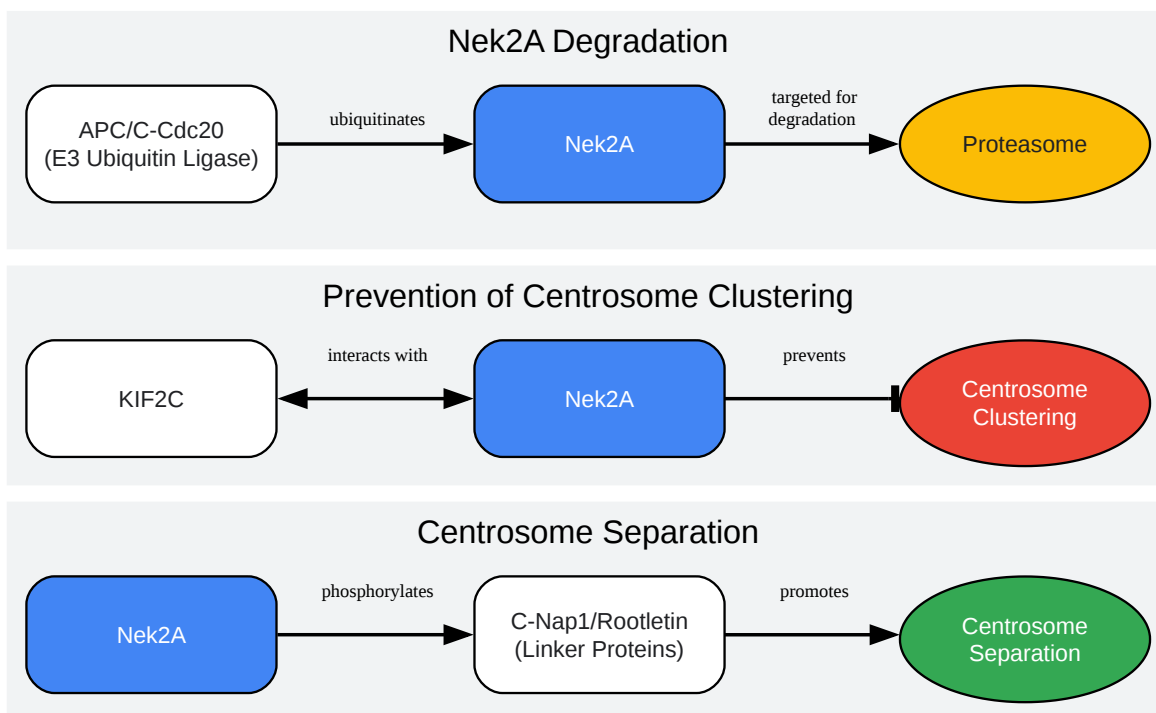 Nek2A Degradation
APC/C-Cdc20
(E3 Ubiquitin Ligase)
ubiquitinates
Nek2A
targeted for
degradation
Proteasome
Prevention of Centrosome Clustering
KIF2C
interacts with
Nek2A
prevents
Centrosome
Clustering
Centrosome Separation
Nek2A
phosphorylates
C-Nap1/Rootletin
(Linker Proteins)
promotes
Centrosome
Separation